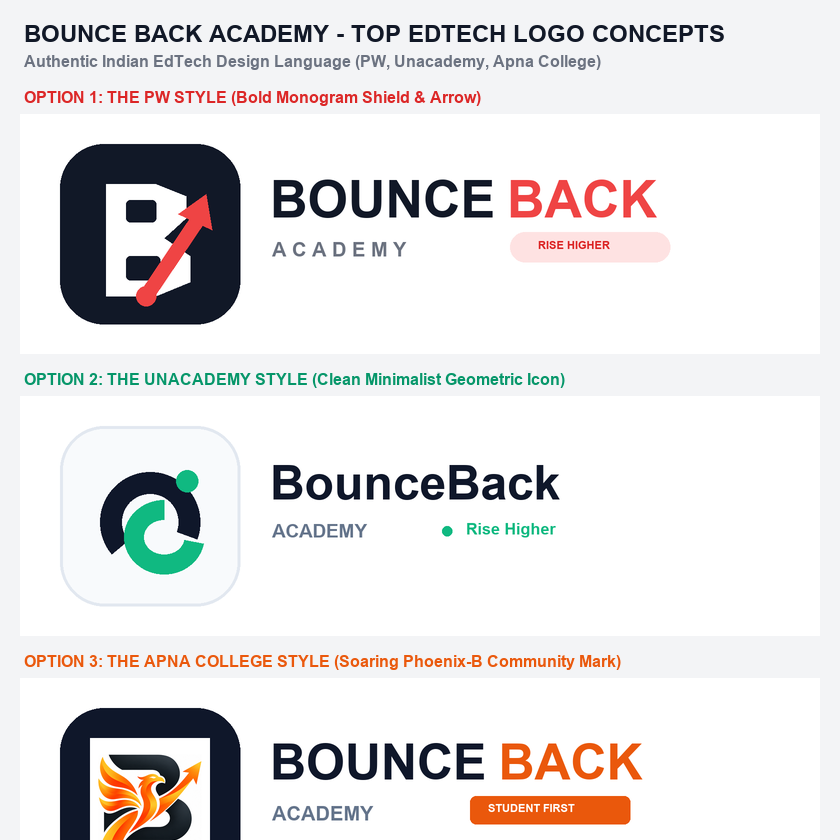 BOUNCE BACK ACADEMY - TOP EDTECH LOGO CONCEPTS
Authentic Indian EdTech Design Language (PW, Unacademy, Apna College)
OPTION 1: THE PW STYLE (Bold Monogram Shield & Arrow)
B
BOUNCE BACK
ACADEMY
RISE HIGHER
OPTION 2: THE UNACADEMY STYLE (Clean Minimalist Geometric Icon)
BounceBack
ACADEMY
Rise Higher
OPTION 3: THE APNA COLLEGE STYLE (Soaring Phoenix-B Community Mark)
B
BOUNCE BACK
ACADEMY
STUDENT FIRST